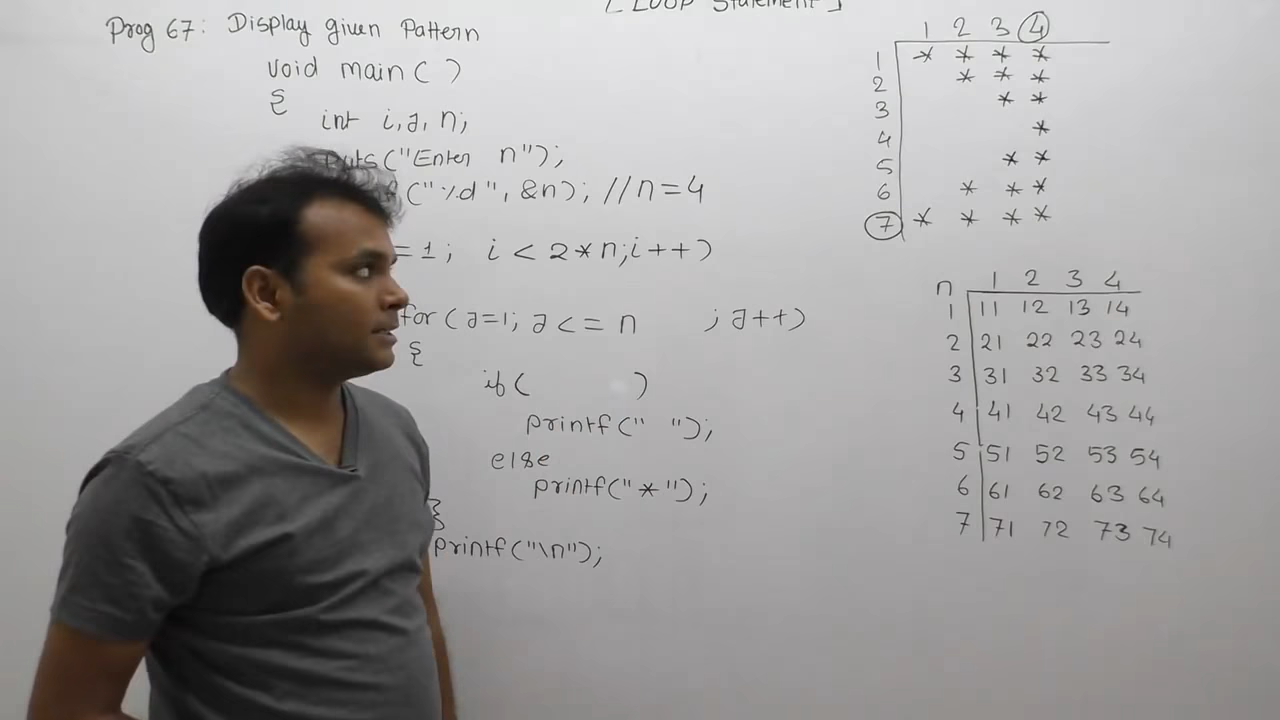 [Loop Statement]
Prog 67: Display given Pattern
void main( )
{
int i,j,n;
puts("Enter n");
f("%d", &n); //n=4
=1; i < 2*n; i++)
for(j=1; j<=n ; j++)
{
if( )
printf(" ");
else
printf("*");
}
printf("\n");
1 2 3 4
1 * * * *
2 * * *
3 * *
4 *
5 * *
6 * * *
7 * * * *
n 1 2 3 4
1 11 12 13 14
2 21 22 23 24
3 31 32 33 34
4 41 42 43 44
5 51 52 53 54
6 61 62 63 64
7 71 72 73 74